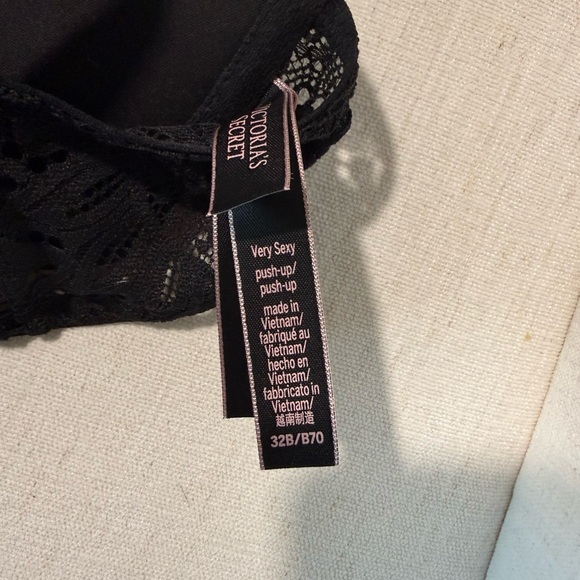 VICTORIA'S
SECRET
Very Sexy
push-up/
push-up
made in
Vietnam/
fabriqué au
Vietnam/
hecho en
Vietnam/
fabbricato in
Vietnam/
越南制造
32B/B70